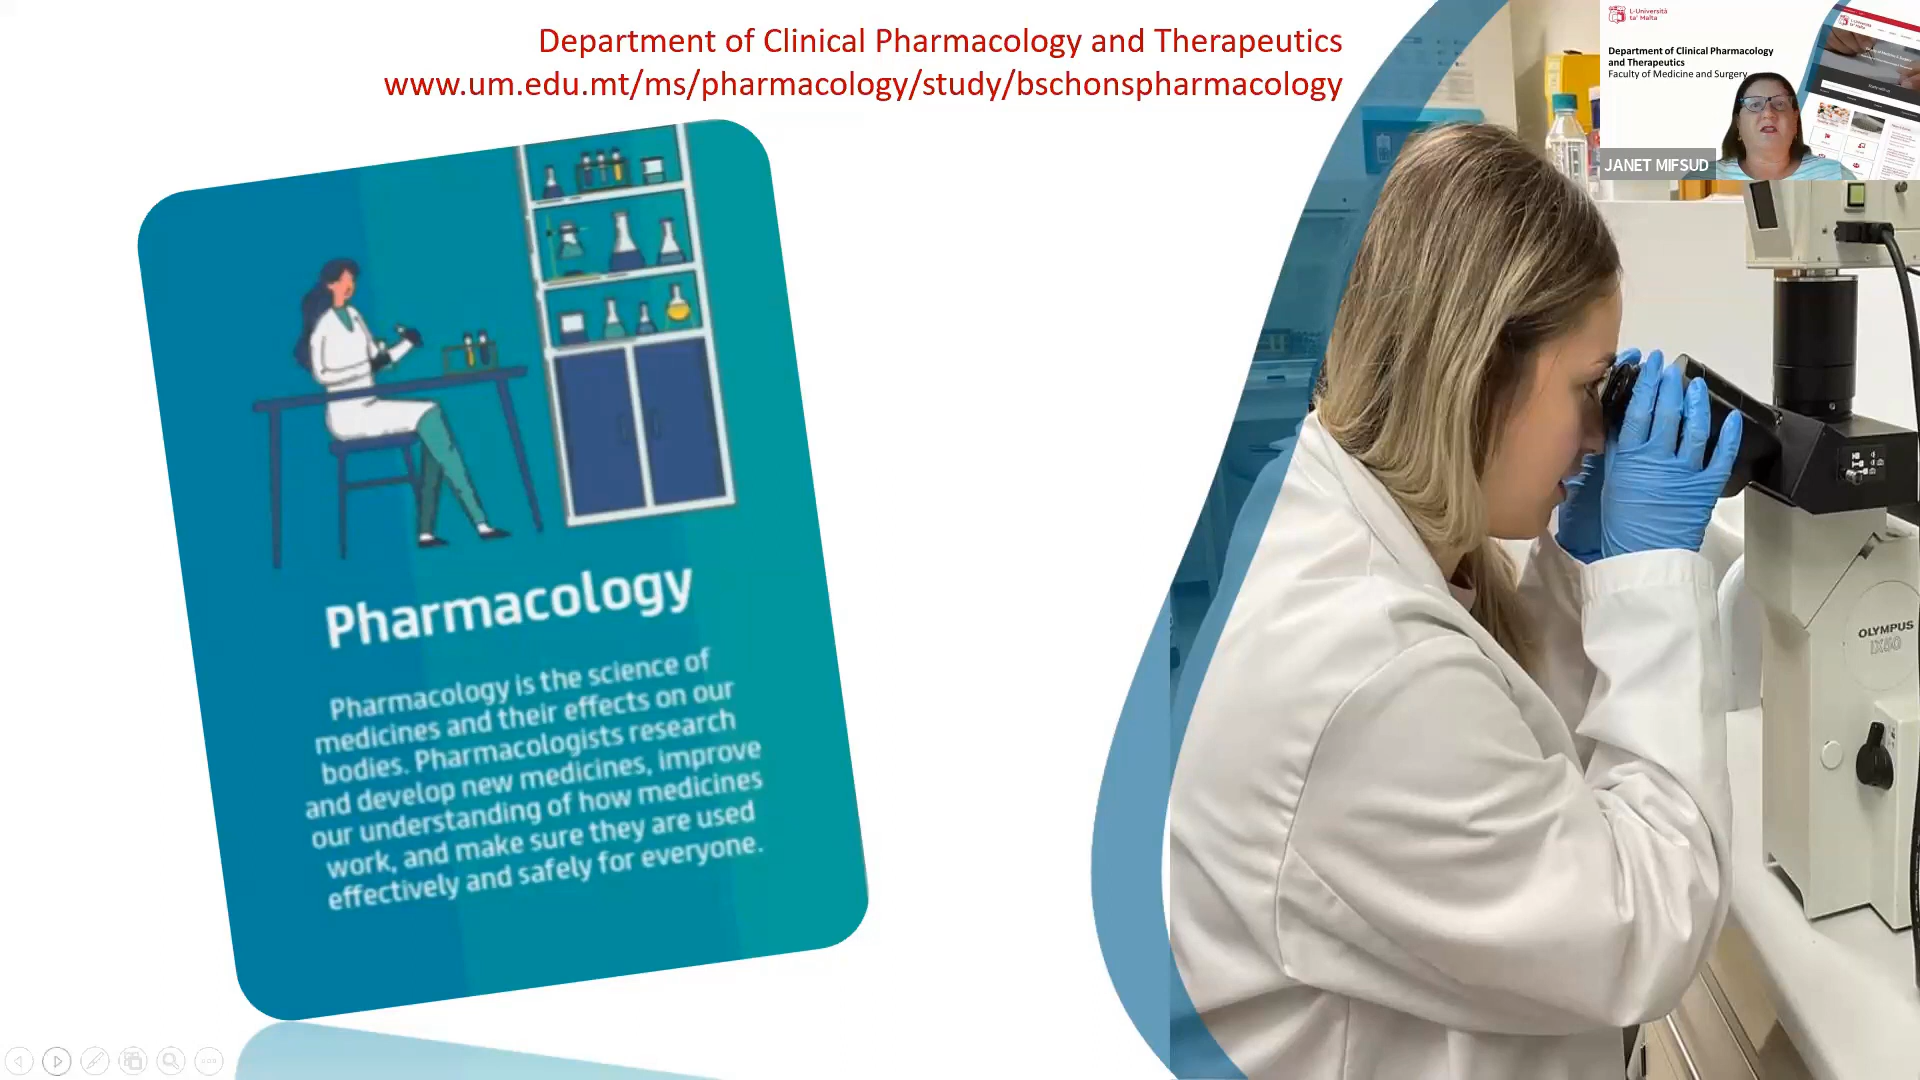 Department of Clinical Pharmacology and Therapeutics
www.um.edu.mt/ms/pharmacology/study/bschonspharmacology
L-Università
ta' Malta
Department of Clinical Pharmacology
and Therapeutics
Faculty of Medicine and Surgery
JANET MIFSUD
Pharmacology
Pharmacology is the science of
medicines and their effects on our
bodies. Pharmacologists research
and develop new medicines, improve
our understanding of how medicines
work, and make sure they are used
effectively and safely for everyone.
OLYMPUS